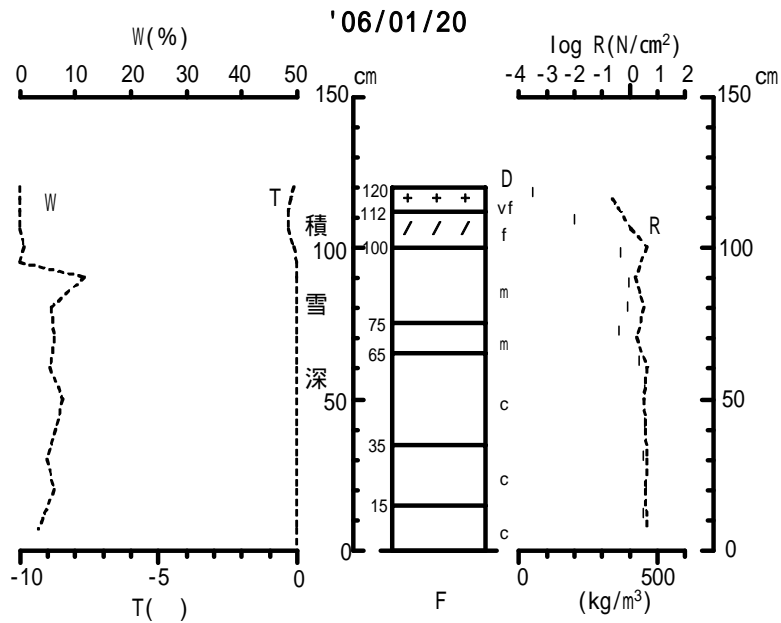 '06/01/20
W(%)
log R(N/cm²)
0 10 20 30 40 50 cm
-4 -3 -2 -1 0 1 2
150
150 cm
W
T
積
雪
深
120
112
100
75
65
35
15
+ + +
/ / /
D
vf
f
m
m
c
c
c
R
100
50
0
100
50
0
-10 -5 0
T( )
F
0 500
(kg/m³)